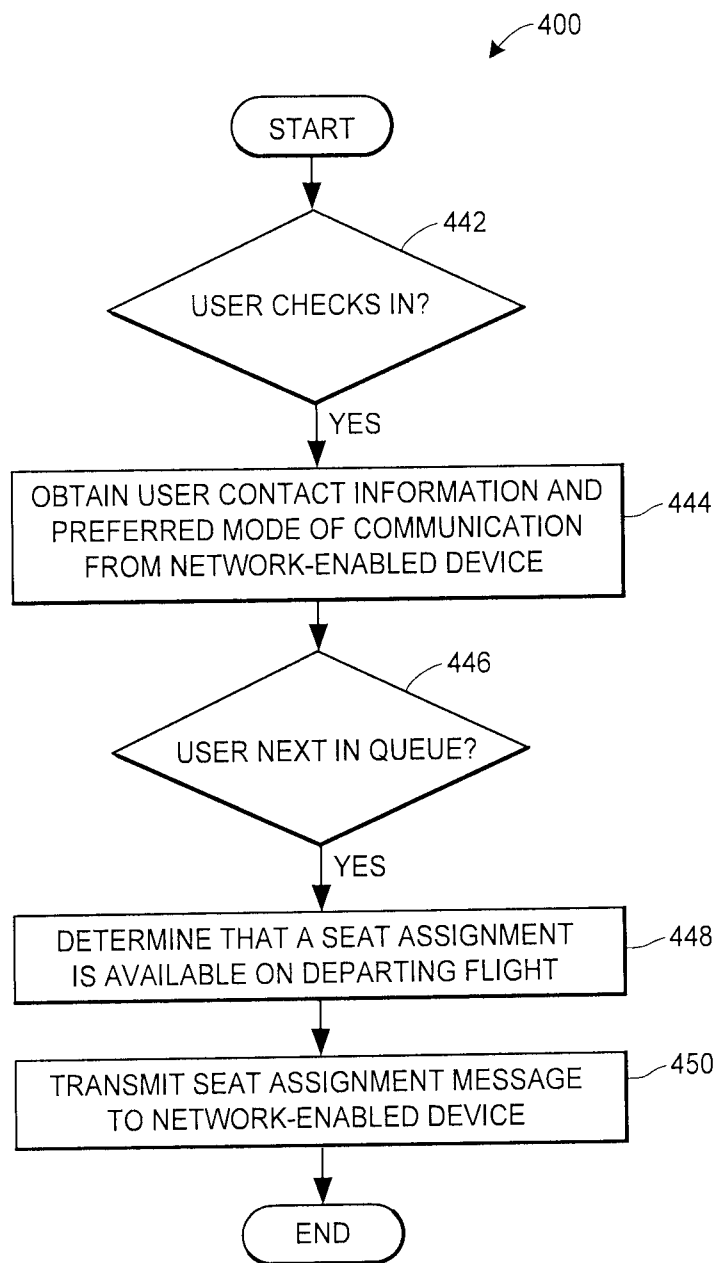 400
START
442
USER CHECKS IN?
YES
OBTAIN USER CONTACT INFORMATION AND
PREFERRED MODE OF COMMUNICATION
FROM NETWORK-ENABLED DEVICE
444
446
USER NEXT IN QUEUE?
YES
DETERMINE THAT A SEAT ASSIGNMENT
IS AVAILABLE ON DEPARTING FLIGHT
448
TRANSMIT SEAT ASSIGNMENT MESSAGE
TO NETWORK-ENABLED DEVICE
450
END